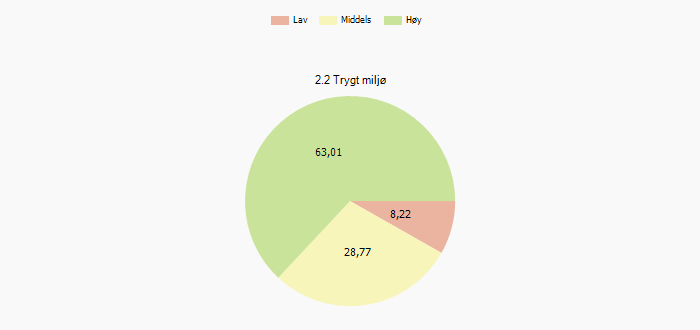 Lav Middels Høy
2.2 Trygt miljø
63,01
8,22
28,77